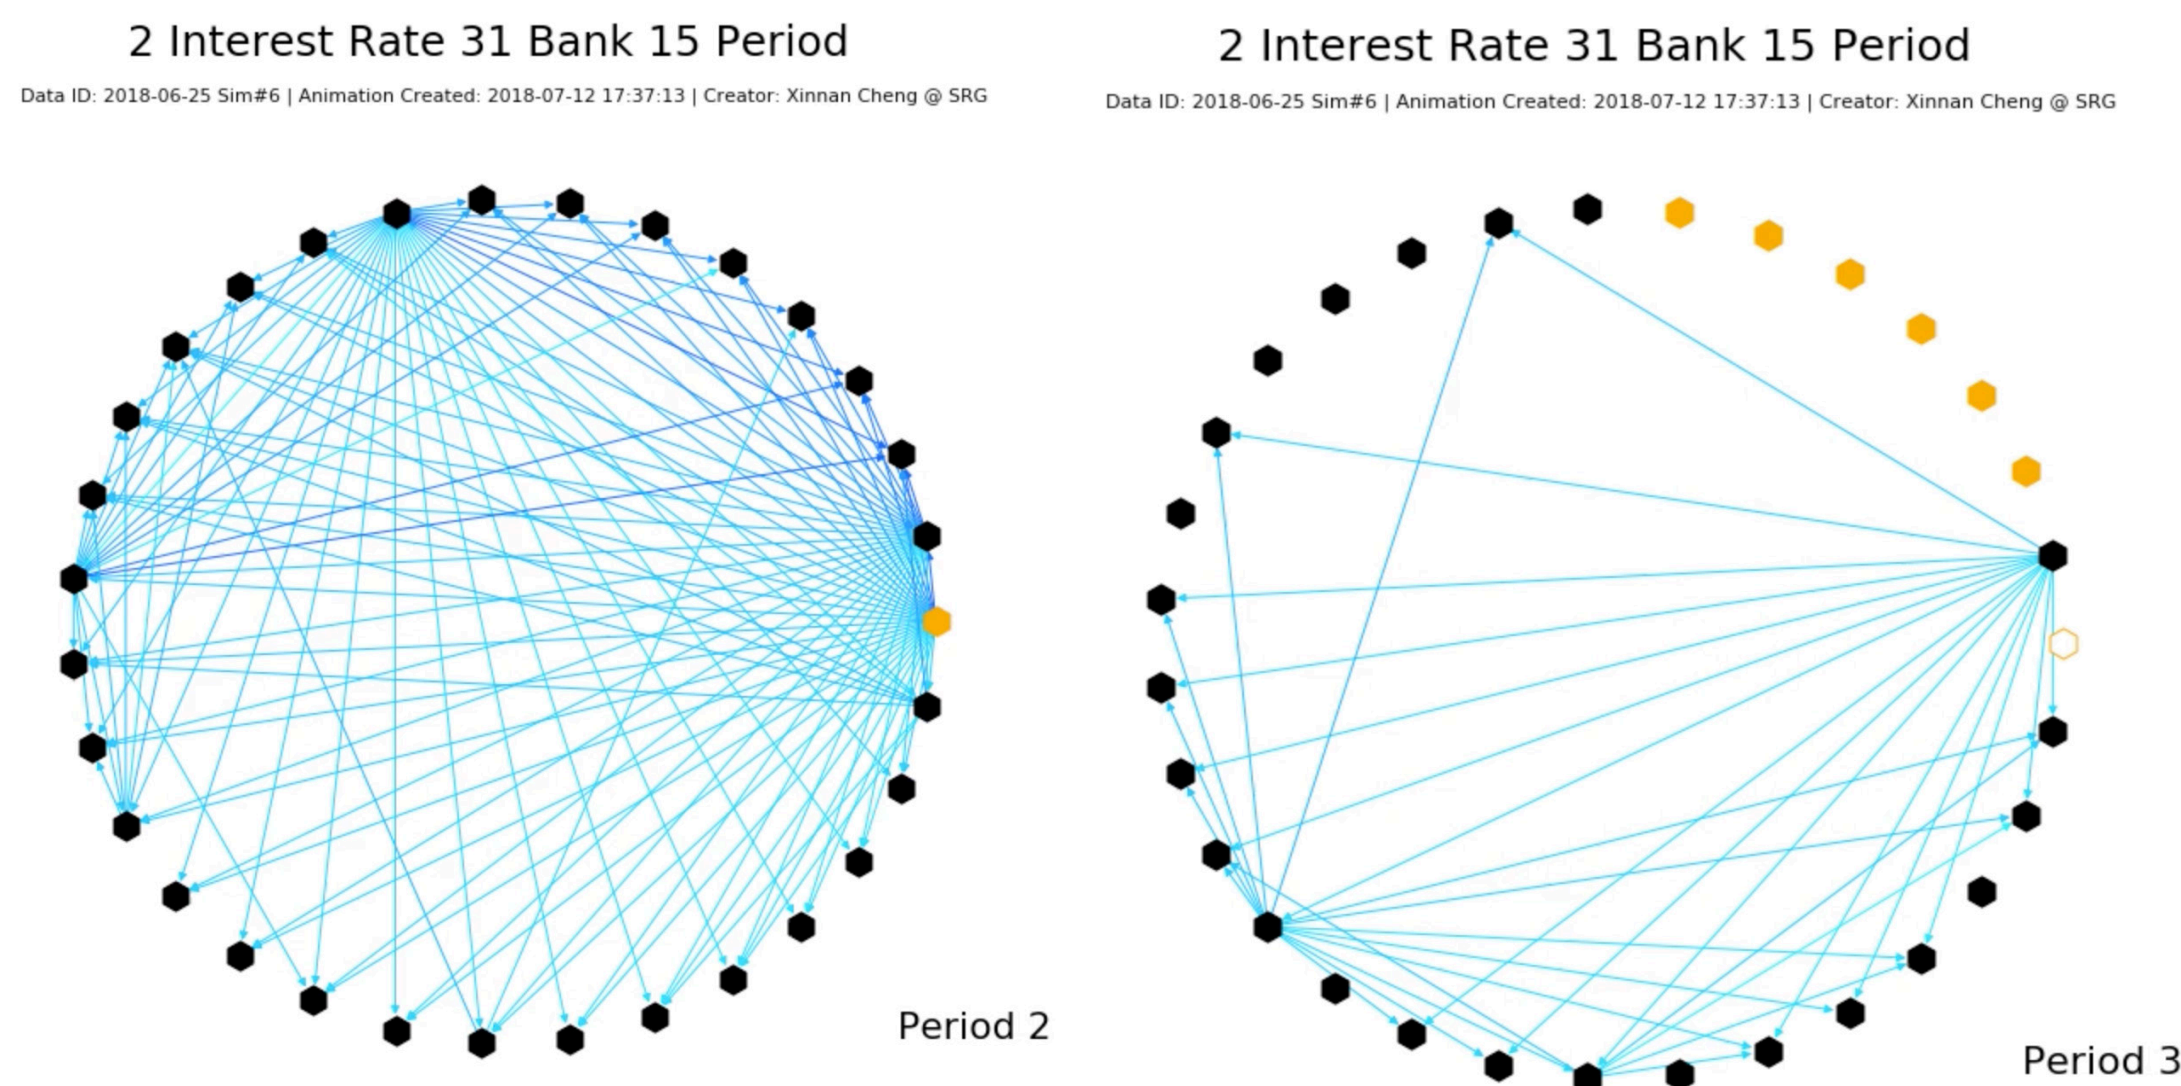 2 Interest Rate 31 Bank 15 Period
Data ID: 2018-06-25 Sim#6 | Animation Created: 2018-07-12 17:37:13 | Creator: Xinnan Cheng @ SRG
Period 2
2 Interest Rate 31 Bank 15 Period
Data ID: 2018-06-25 Sim#6 | Animation Created: 2018-07-12 17:37:13 | Creator: Xinnan Cheng @ SRG
Period 3